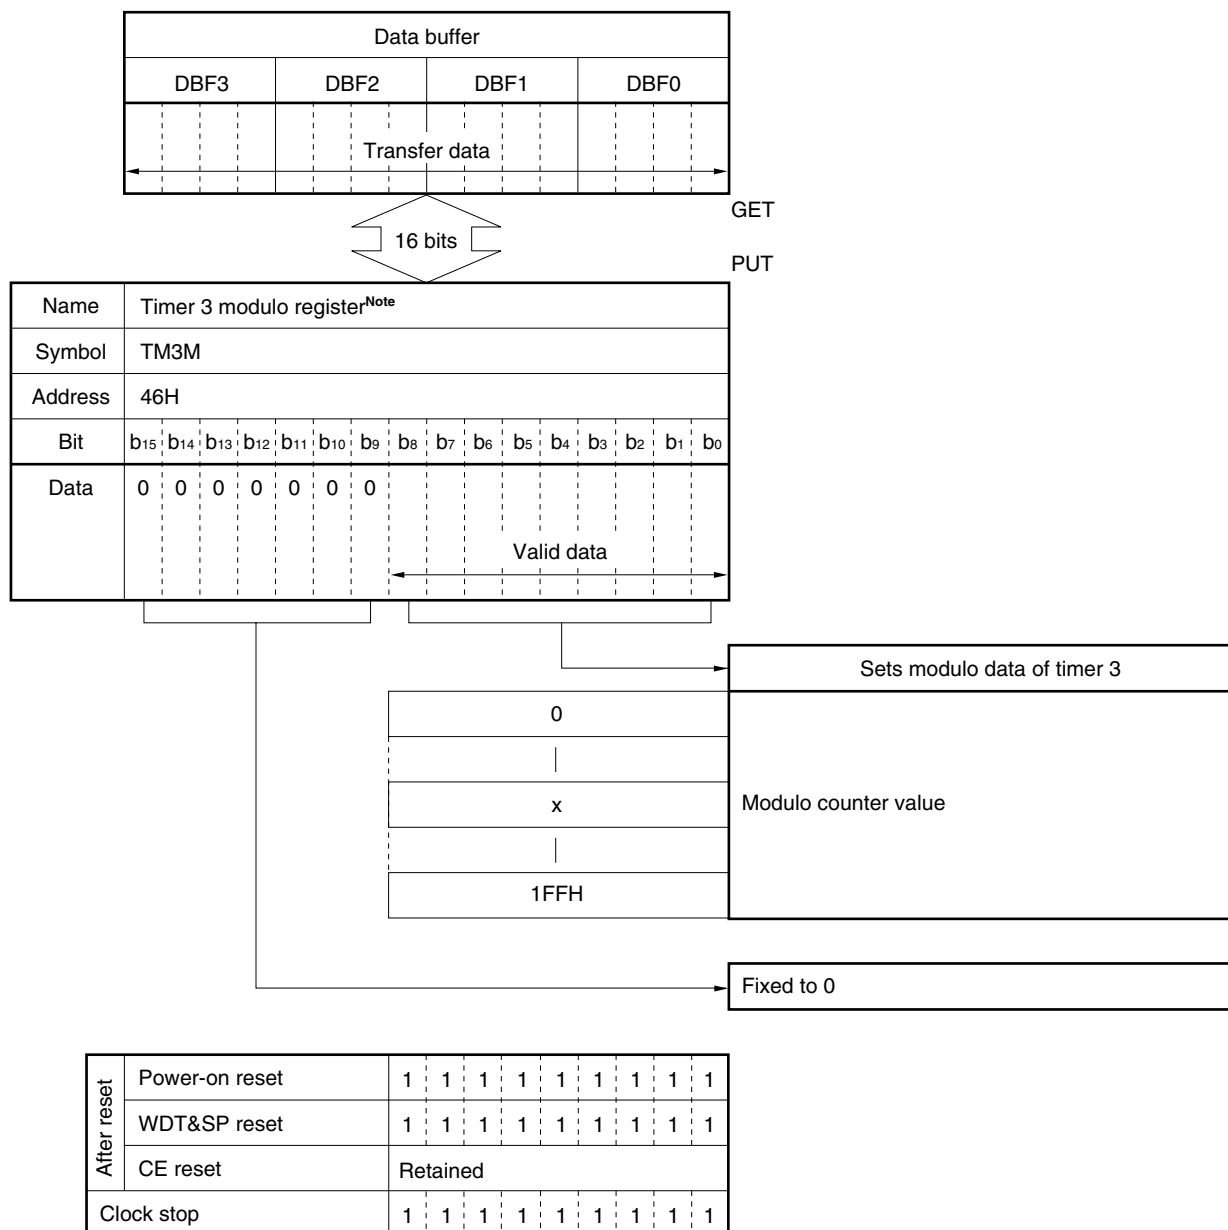 Data buffer
DBF3 DBF2 DBF1 DBF0
Transfer data
GET
16 bits
PUT
Name Timer 3 modulo registerNote
Symbol TM3M
Address 46H
Bit b15 b14 b13 b12 b11 b10 b9 b8 b7 b6 b5 b4 b3 b2 b1 b0
Data 0 0 0 0 0 0 0
Valid data
Sets modulo data of timer 3
0
x
Modulo counter value
1FFH
Fixed to 0
After reset
Power-on reset 1 1 1 1 1 1 1 1 1
WDT&SP reset 1 1 1 1 1 1 1 1 1
CE reset Retained
Clock stop 1 1 1 1 1 1 1 1 1